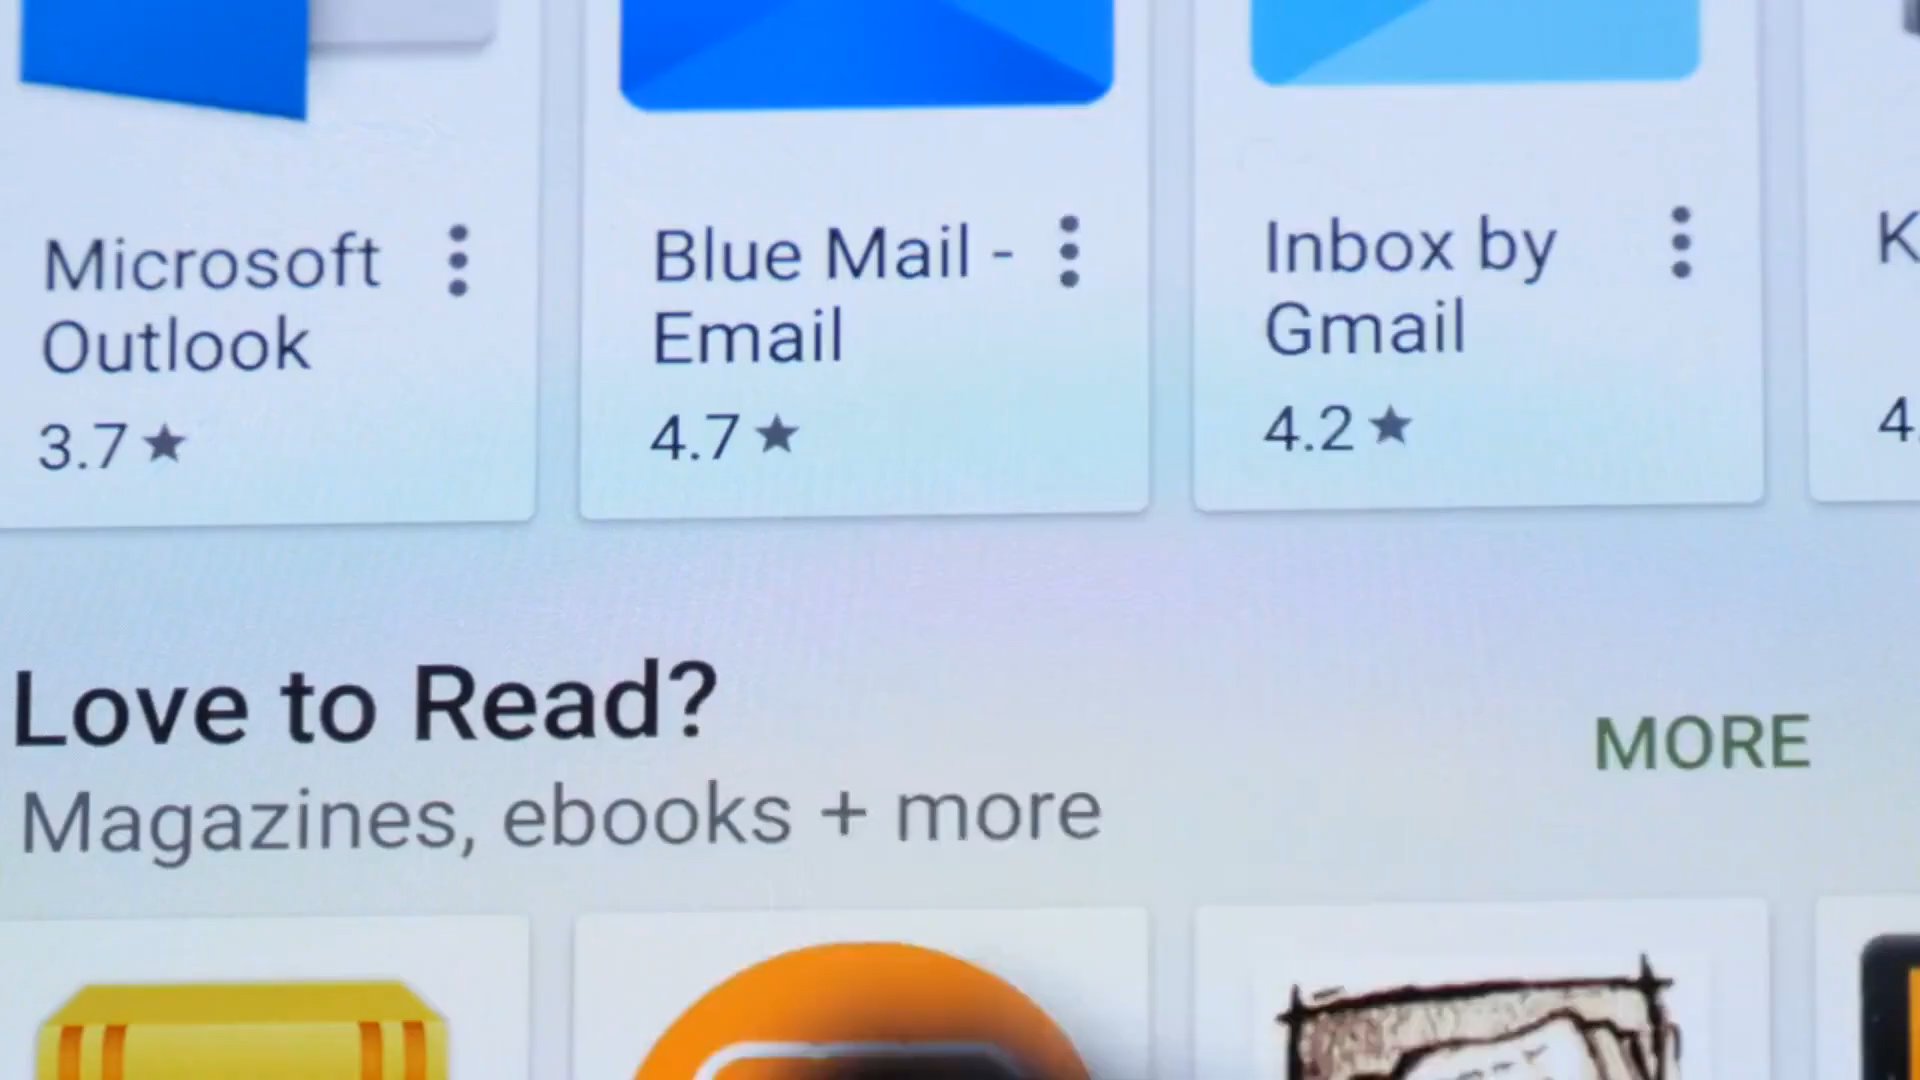 Microsoft
Outlook
3.7
Blue Mail -
Email
4.7
Inbox by
Gmail
4.2
K
4.
Love to Read?
MORE
Magazines, ebooks + more